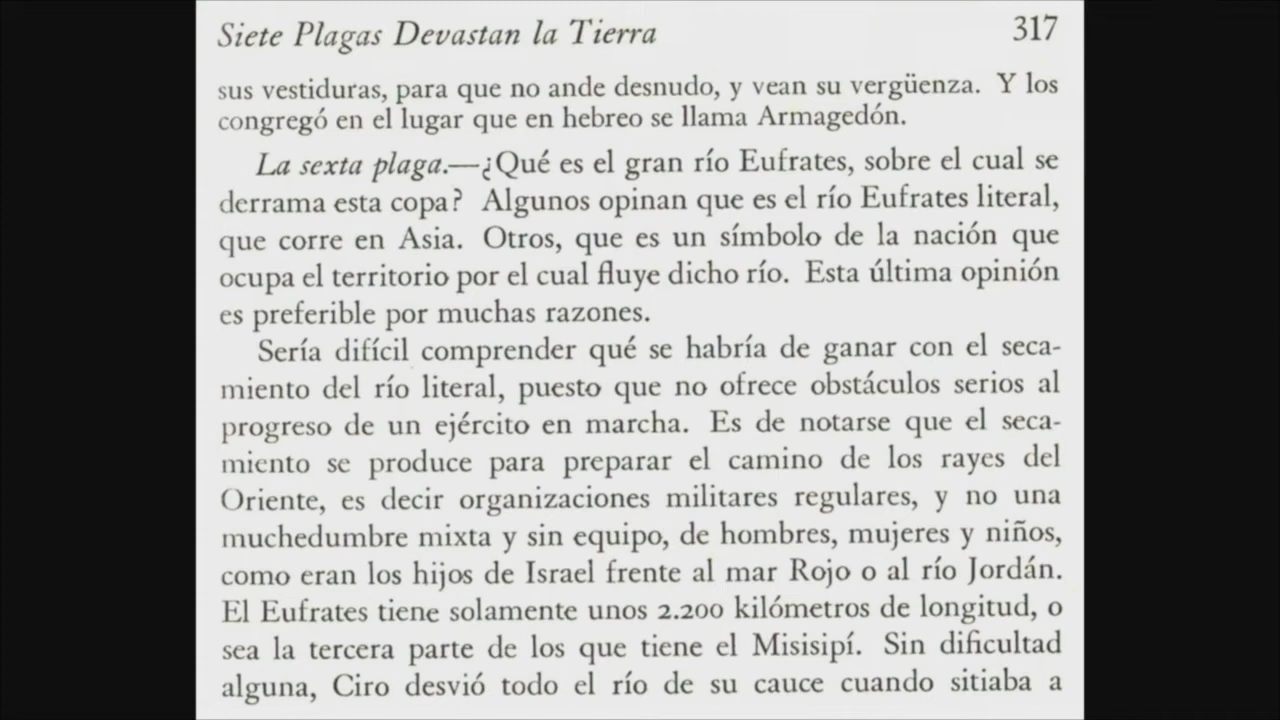 Siete Plagas Devastan la Tierra 317
sus vestiduras, para que no ande desnudo, y vean su vergüenza. Y los
congregó en el lugar que en hebreo se llama Armagedón.
La sexta plaga.—¿Qué es el gran río Eufrates, sobre el cual se
derrama esta copa? Algunos opinan que es el río Eufrates literal,
que corre en Asia. Otros, que es un símbolo de la nación que
ocupa el territorio por el cual fluye dicho río. Esta última opinión
es preferible por muchas razones.
Sería difícil comprender qué se habría de ganar con el seca-
miento del río literal, puesto que no ofrece obstáculos serios al
progreso de un ejército en marcha. Es de notarse que el seca-
miento se produce para preparar el camino de los rayes del
Oriente, es decir organizaciones militares regulares, y no una
muchedumbre mixta y sin equipo, de hombres, mujeres y niños,
como eran los hijos de Israel frente al mar Rojo o al río Jordán.
El Eufrates tiene solamente unos 2.200 kilómetros de longitud, o
sea la tercera parte de los que tiene el Misisipí. Sin dificultad
alguna, Ciro desvió todo el río de su cauce cuando sitiaba a